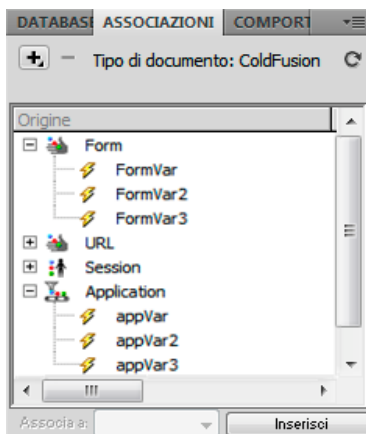 DATABASE ASSOCIAZIONI COMPORT
Tipo di documento: ColdFusion
Origine
Form
FormVar
FormVar2
FormVar3
URL
Session
Application
appVar
appVar2
appVar3
Associa a: Inserisci